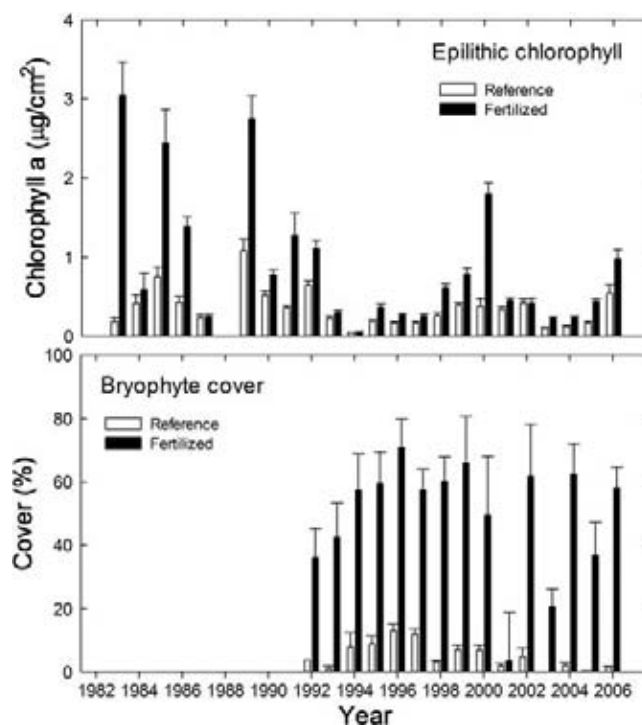 4
Epilithic chlorophyll
Reference
Fertilized
3
2
1
0
Chlorophyll a (μg/cm²)
100
Bryophyte cover
Reference
Fertilized
80
60
40
20
0
Cover (%)
1982 1984 1986 1988 1990 1992 1994 1996 1998 2000 2002 2004 2006
Year